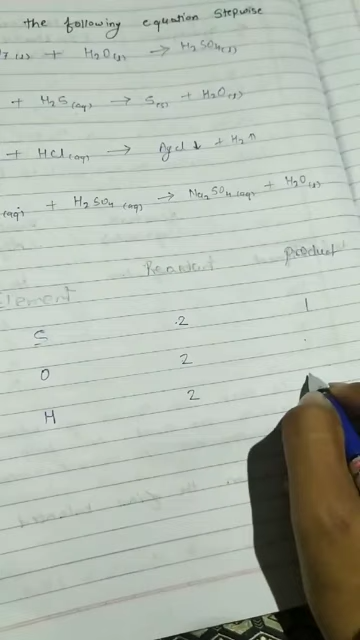 the following equation stepwise
7(l) + H₂O(l) → H₂SO₄(l)
+ H₂S(aq) → S(s) + H₂O(l)
+ HCl(aq) → Agcl↓ + H₂
(aq) + H₂SO₄(aq) → Na₂SO₄(aq) + H₂O(l)
Element Reactant product
S 2 1
O 2
H 2